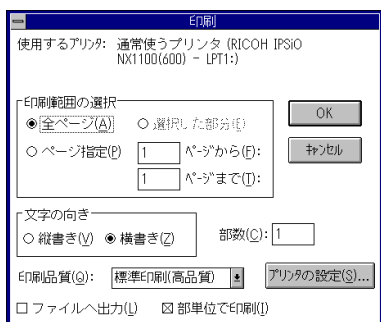 印刷
使用するプリンタ: 通常使うプリンタ (RICOH IPSiO
NX1100(600) - LPT1:)
印刷範囲の選択
全ページ(A) 選択した部分(E)
OK
ページ指定(P) 1 ページから(F):
キャンセル
1 ページまで(T):
文字の向き
縦書き(V) 横書き(Z)
部数(C): 1
印刷品質(Q): 標準印刷(高品質)
プリンタの設定(S)...
ファイルへ出力(L) 部単位で印刷(I)